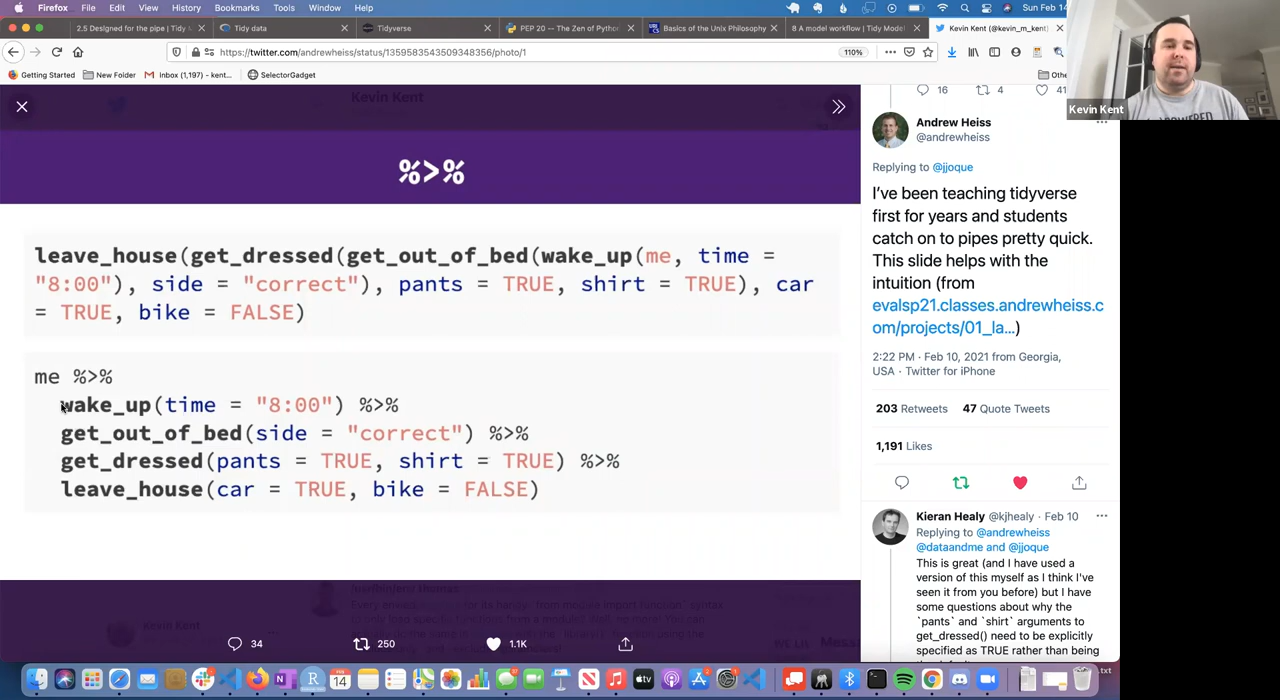 Firefox File Edit View History Bookmarks Tools Window Help
Sun Feb 14
2.5 Designed for the pipe | Tidy
Tidy data
Tidyverse
PEP 20 -- The Zen of Python
Basics of the Unix Philosophy
8 A model workflow | Tidy Model
Kevin Kent (@kevin_m_kent)
https://twitter.com/andrewheiss/status/1359583543509348356/photo/1
110%
Getting Started New Folder Inbox (1,197) - kent... SelectorGadget
Kevin Kent
Kevin Kent
%>%
leave_house(get_dressed(get_out_of_bed(wake_up(me, time =
"8:00"), side = "correct"), pants = TRUE, shirt = TRUE), car
= TRUE, bike = FALSE)
me %>%
wake_up(time = "8:00") %>%
get_out_of_bed(side = "correct") %>%
get_dressed(pants = TRUE, shirt = TRUE) %>%
leave_house(car = TRUE, bike = FALSE)
34 250 1.1K
Kevin Kent
16 4 41
Andrew Heiss
@andrewheiss
Replying to @jjoque
I've been teaching tidyverse
first for years and students
catch on to pipes pretty quick.
This slide helps with the
intuition (from
evalsp21.classes.andrewheiss.c
om/projects/01_la...)
2:22 PM · Feb 10, 2021 from Georgia,
USA · Twitter for iPhone
203 Retweets 47 Quote Tweets
1,191 Likes
Kieran Healy @kjhealy · Feb 10
Replying to @andrewheiss
@dataandme and @jjoque
This is great (and I have used a
version of this myself as I think I've
seen it from you before) but I have
some questions about why the
`pants` and `shirt` arguments to
get_dressed() need to be explicitly
specified as TRUE rather than being